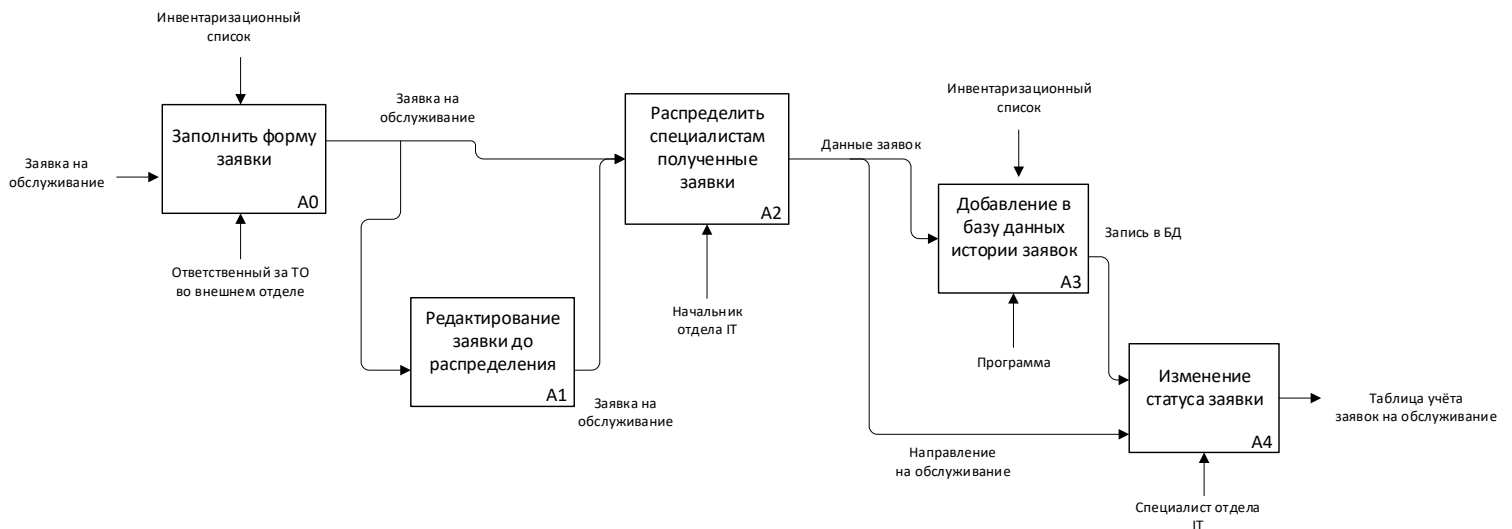 Инвентаризационный
список
Заявка на
обслуживание
Заполнить форму
заявки
A0
Ответственный за ТО
во внешнем отделе
Заявка на
обслуживание
Редактирование
заявки до
распределения
A1
Заявка на
обслуживание
Распределить
специалистам
полученные
заявки
A2
Начальник
отдела IT
Данные заявок
Инвентаризационный
список
Добавление в
базу данных
истории заявок
A3
Программа
Запись в БД
Направление
на обслуживание
Изменение
статуса заявки
A4
Специалист отдела
IT
Таблица учёта
заявок на обслуживание